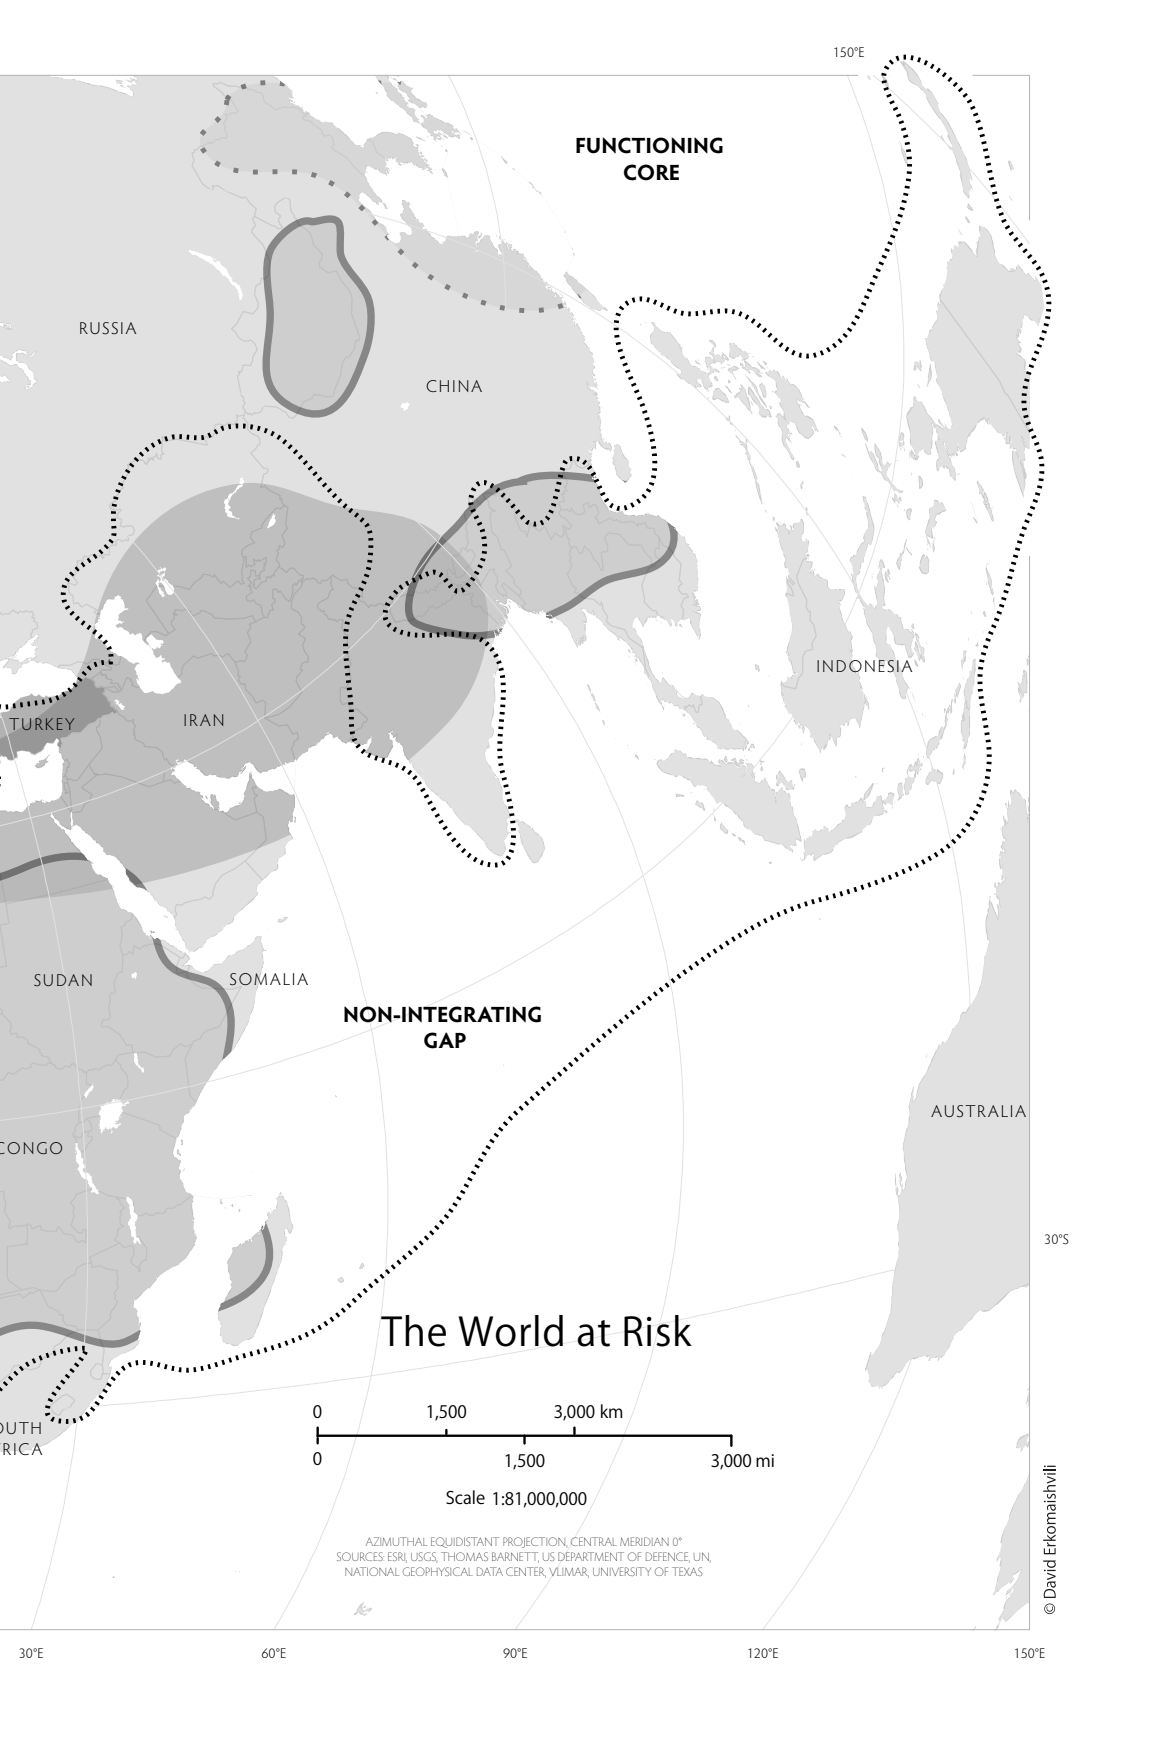 150°E
FUNCTIONING
CORE
RUSSIA
CHINA
INDONESIA
TURKEY
IRAN
SUDAN
SOMALIA
NON-INTEGRATING
GAP
AUSTRALIA
CONGO
30°S
The World at Risk
0 1,500 3,000 km
OUTH
RICA
0 1,500 3,000 mi
Scale 1:81,000,000
AZIMUTHAL EQUIDISTANT PROJECTION, CENTRAL MERIDIAN 0°
SOURCES: ESRI, USGS, THOMAS BARNETT, US DEPARTMENT OF DEFENCE, UN,
NATIONAL GEOPHYSICAL DATA CENTER, VLIMAR, UNIVERSITY OF TEXAS
© David Erkomaishvili
30°E 60°E 90°E 120°E 150°E